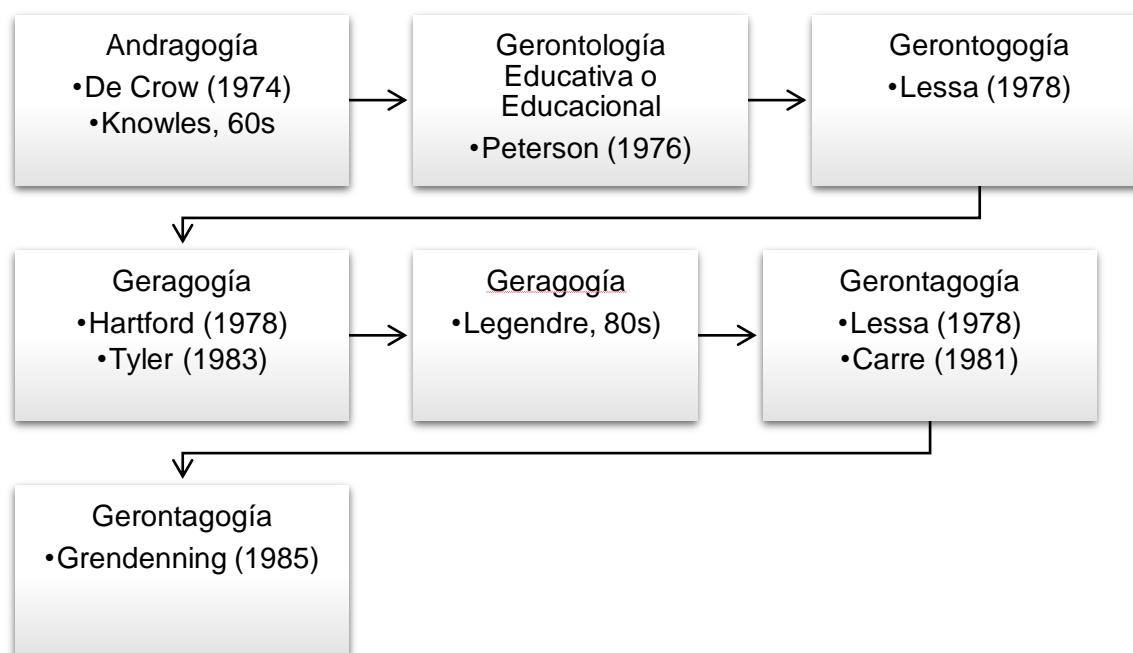 Andragogía
•De Crow (1974)
•Knowles, 60s
Gerontología
Educativa o
Educacional
•Peterson (1976)
Gerontogogía
•Lessa (1978)
Geragogía
•Hartford (1978)
•Tyler (1983)
Geragogía
•Legendre, 80s)
Gerontagogía
•Lessa (1978)
•Carre (1981)
Gerontagogía
•Grendenning (1985)